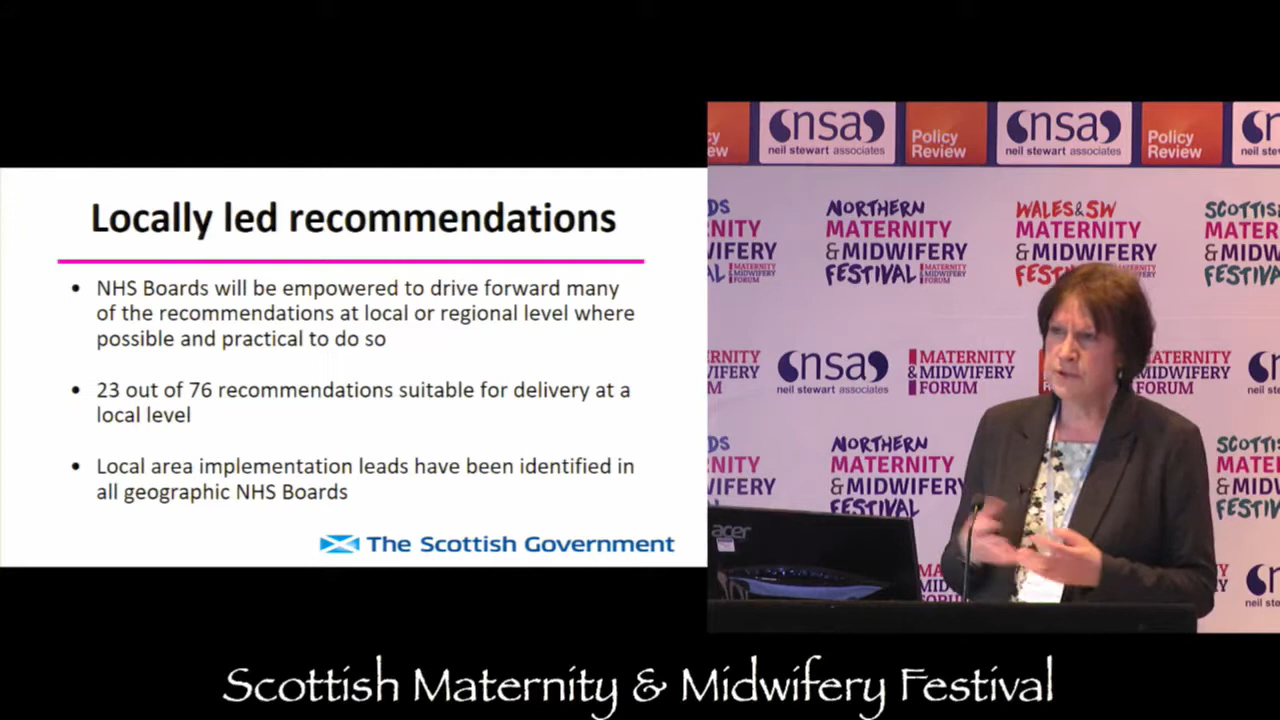 Locally led recommendations
• NHS Boards will be empowered to drive forward many
of the recommendations at local or regional level where
possible and practical to do so
• 23 out of 76 recommendations suitable for delivery at a
local level
• Local area implementation leads have been identified in
all geographic NHS Boards
The Scottish Government
nsa
neil stewart associates
Policy
Review
nsa
neil stewart associates
Policy
Review
NORTHERN
MATERNITY
& MIDWIFERY
FESTIVAL
MATERNITY
& MIDWIFERY
FORUM
WALES & SW
MATERNITY
& MIDWIFERY
nsa
neil stewart associates
MATERNITY
& MIDWIFERY
FORUM
NORTHERN
MATERNITY
& MIDWIFERY
FESTIVAL
acer
Scottish Maternity & Midwifery Festival